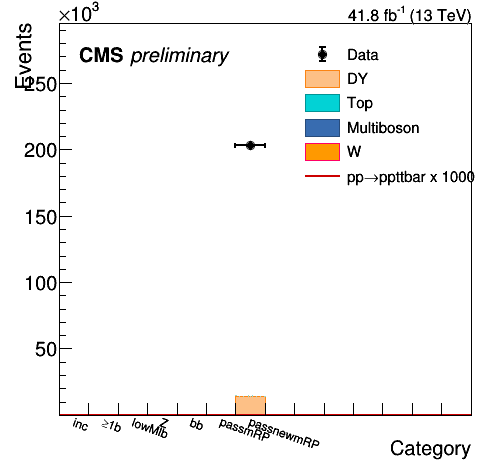 ×10³
41.8 fb⁻¹ (13 TeV)
Events
CMS preliminary
Data
DY
Top
Multiboson
W
pp→ppttbar x 1000
250
200
150
100
50
inc
≥1b
lowMlb
Z
bb
passmRP
passnewmRP
Category